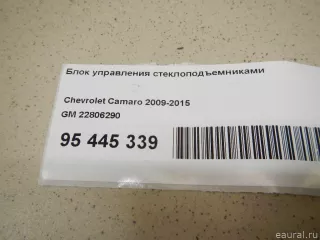 Блок управления стеклоподъемниками
Chevrolet Camaro 2009-2015
GM 22806290
95 445 339
eaural.ru